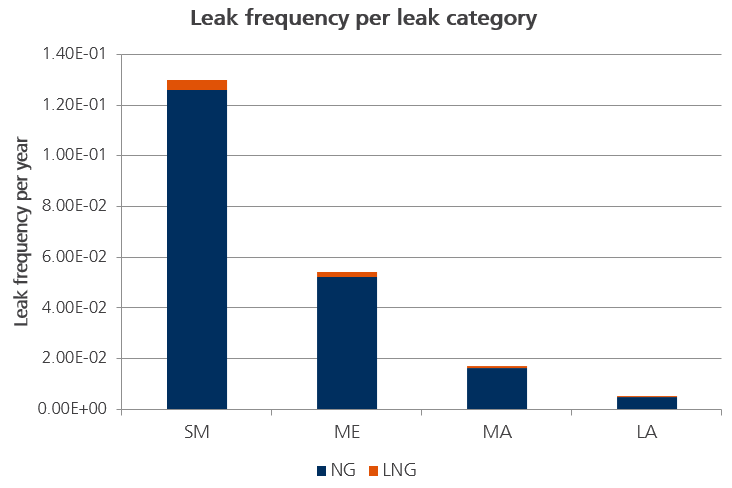 Leak frequency per leak category
Leak frequency per year
1.40E-01
1.20E-01
1.00E-01
8.00E-02
6.00E-02
4.00E-02
2.00E-02
0.00E+00
SM ME MA LA
NG LNG